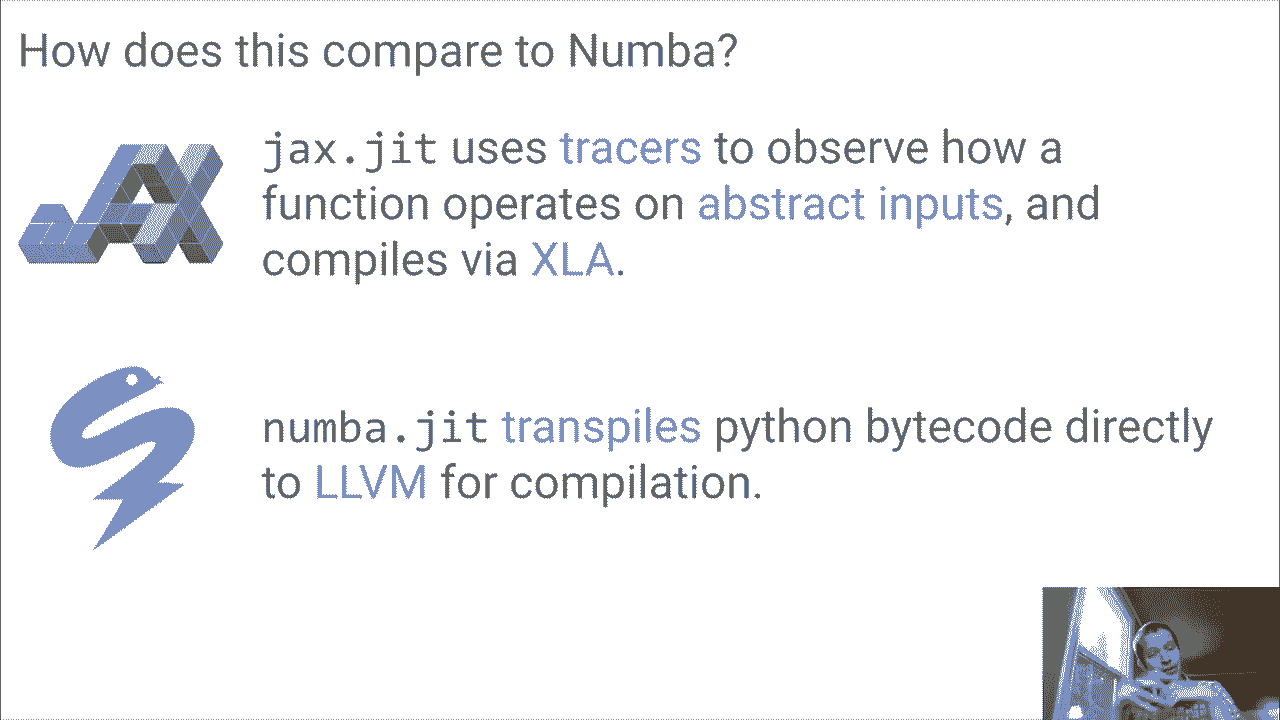 How does this compare to Numba?
JAX
jax.jit uses tracers to observe how a
function operates on abstract inputs, and
compiles via XLA.
numba.jit transpiles python bytecode directly
to LLVM for compilation.